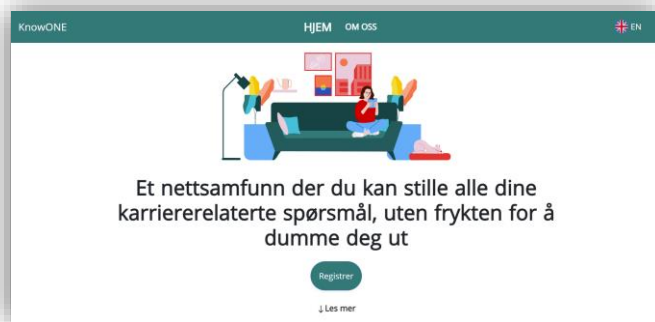 KnowONE HJEM OM OSS EN
Et nettsamfunn der du kan stille alle dine
karriererelaterte spørsmål, uten frykten for å
dumme deg ut
Registrer
↓ Les mer